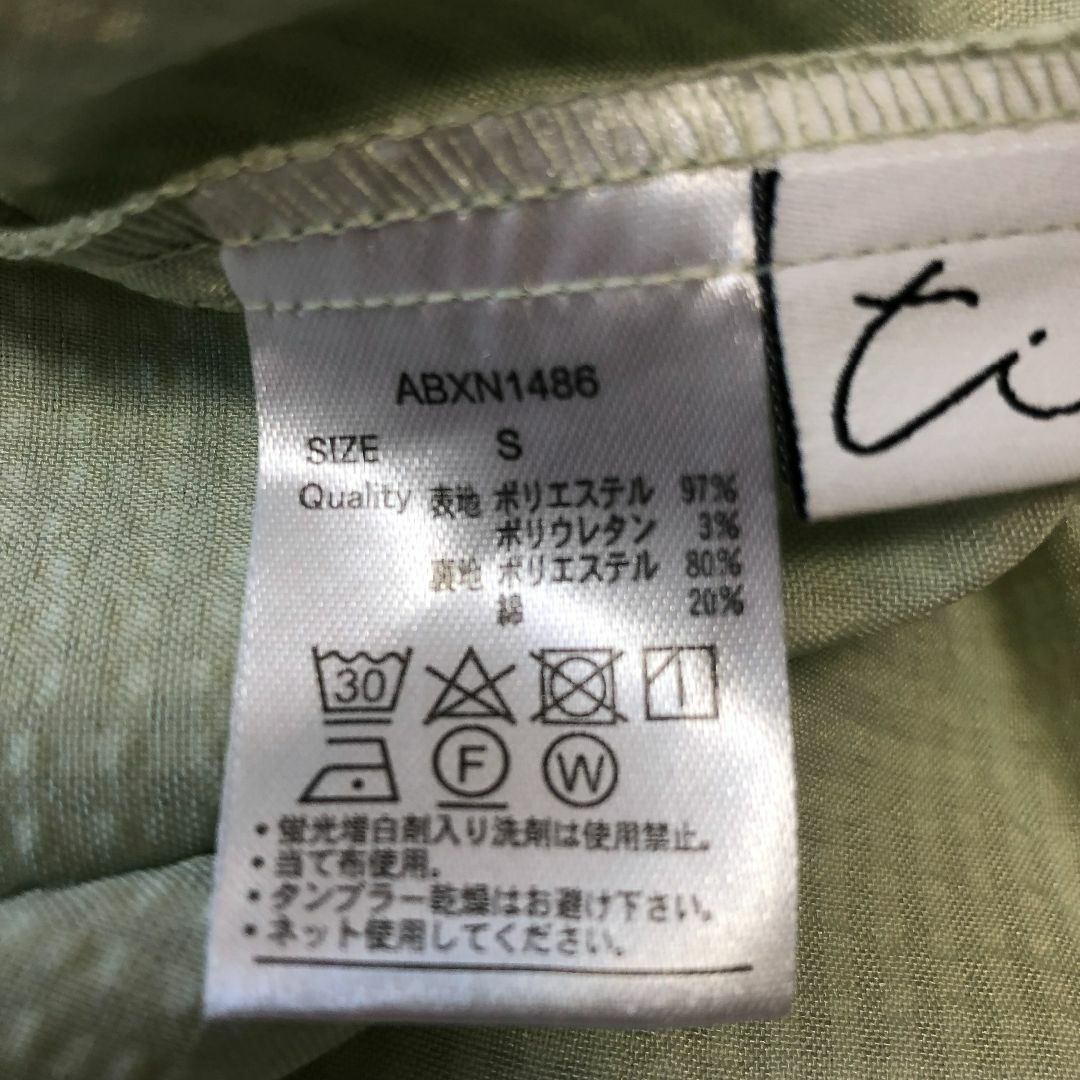 ABXN1486
SIZE S
Quality 表地 ポリエステル 97%
ポリウレタン 3%
裏地 ポリエステル 80%
綿 20%
30
F W
• 蛍光増白剤入り洗剤は使用禁止。
• 当て布使用.
• タンブラー乾燥はお避け下さい。
• ネット使用してください。
ti